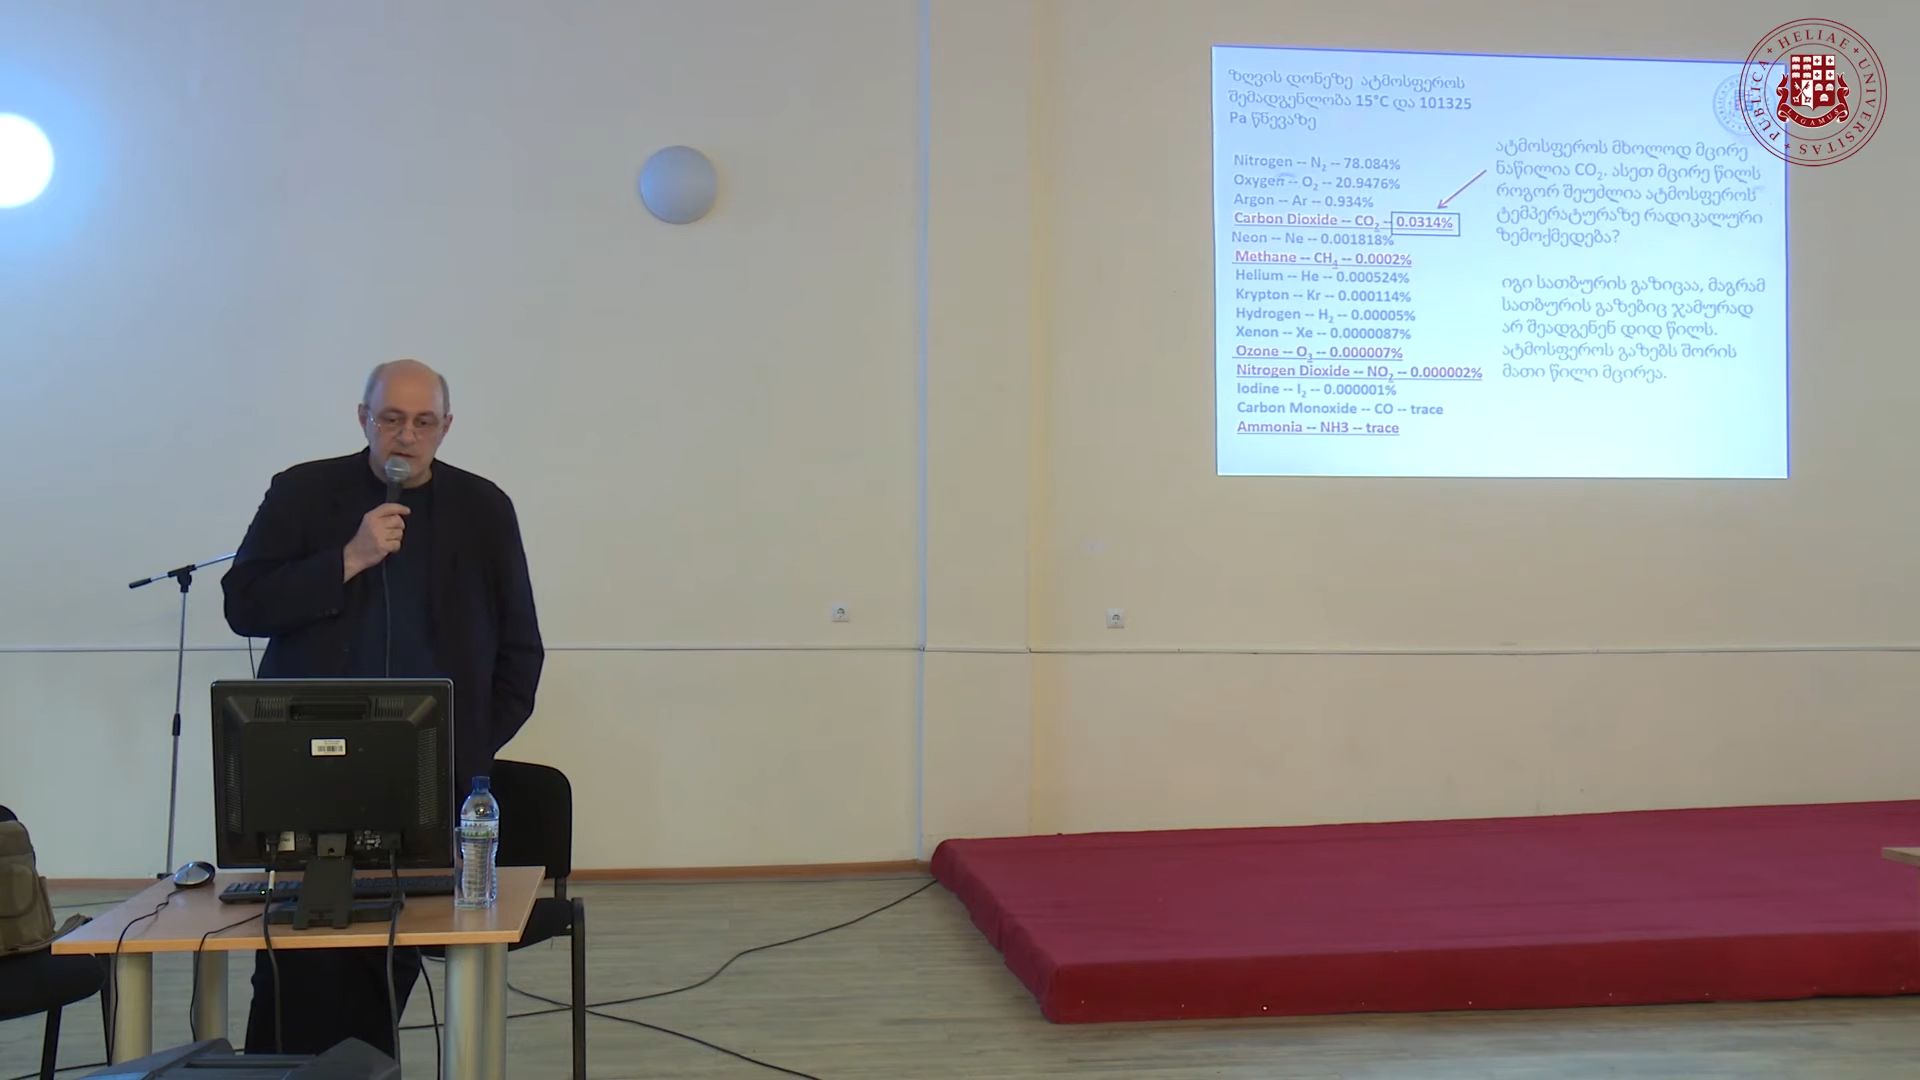 ზღვის დონეზე ატმოსფეროს
შემადგენლობა 15°C და 101325
Pa წნევაზე
Nitrogen -- N₂ -- 78.084%
Oxygen -- O₂ -- 20.9476%
Argon -- Ar -- 0.934%
Carbon Dioxide -- CO₂ -- 0.0314%
Neon -- Ne -- 0.001818%
Methane -- CH₄ -- 0.0002%
Helium -- He -- 0.000524%
Krypton -- Kr -- 0.000114%
Hydrogen -- H₂ -- 0.00005%
Xenon -- Xe -- 0.0000087%
Ozone -- O₃ -- 0.000007%
Nitrogen Dioxide -- NO₂ -- 0.000002%
Iodine -- I₂ -- 0.000001%
Carbon Monoxide -- CO -- trace
Ammonia -- NH3 -- trace
ატმოსფეროს მხოლოდ მცირე
ნაწილია CO₂. ასეთ მცირე წილს
როგორ შეუძლია ატმოსფეროს
ტემპერატურაზე რადიკალური
ზემოქმედება?
იგი სათბურის გაზიცაა, მაგრამ
სათბურის გაზებიც ჯამურად
არ შეადგენენ დიდ წილს.
ატმოსფეროს გაზებს შორის
მათი წილი მცირეა.
PUBLICA HELIAE UNIVERSITAS
LIGAMUS